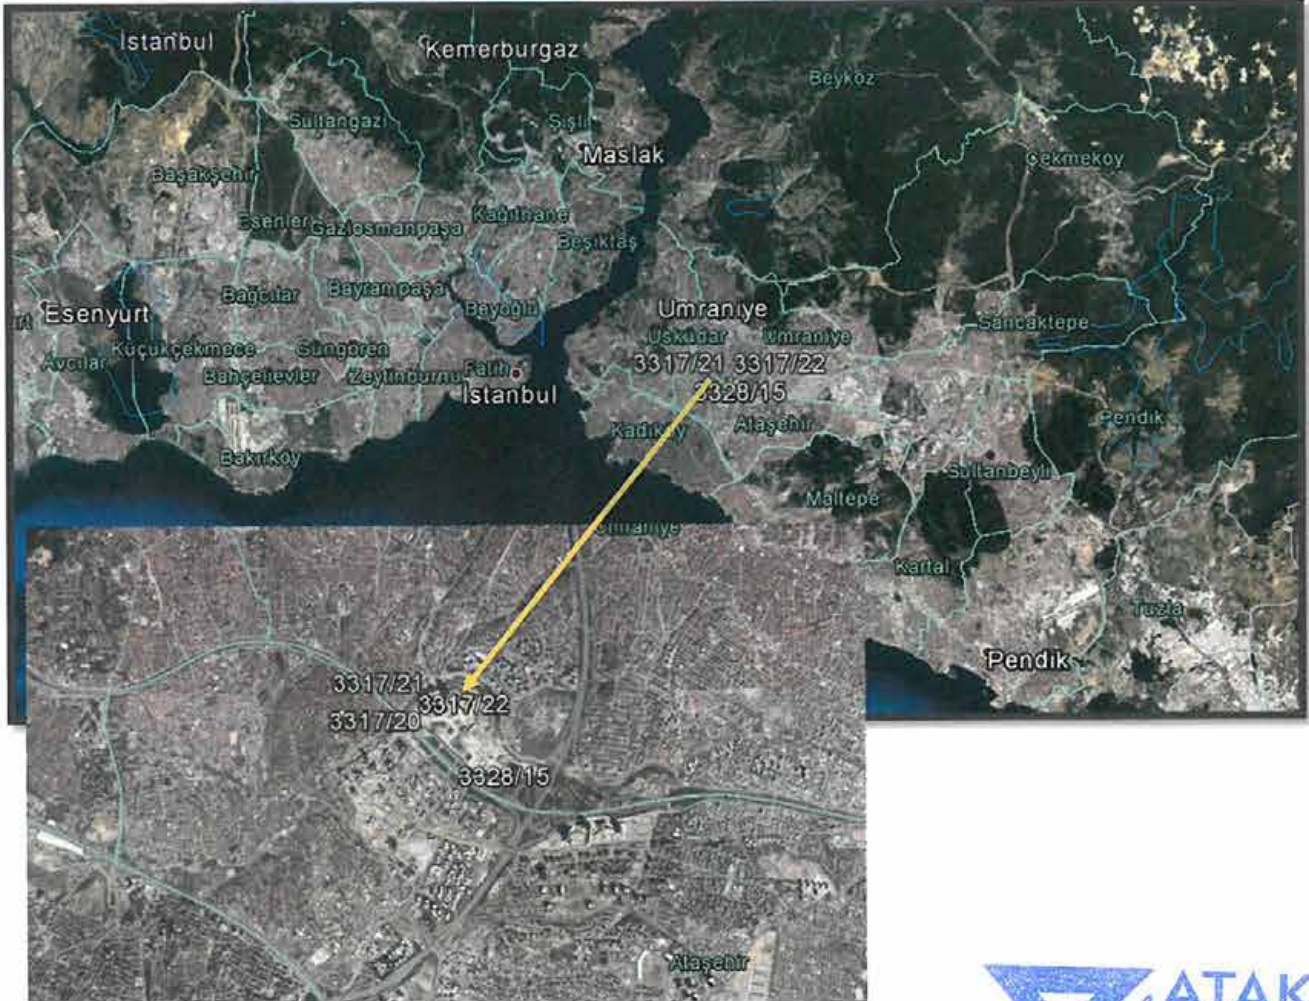 Istanbul
Kemerburgaz
Beykoz
Sultangazi
Şişli
Maslak
Çekmeköy
Başakşehir
Esenler
Gaziosmanpaşa
Kağıthane
Beşiktaş
Bağcılar
Bayrampaşa
Beyoğlu
Esenyurt
Umraniye
Üsküdar
Ümraniye
Sancaktepe
Avcılar
Küçükçekmece
Güngören
Bahçelievler
Zeytinburnu
Fatih
3317/21
3317/22
3328/15
İstanbul
Kadıköy
Ataşehir
Pendik
Bakırköy
Sultanbeyli
Maltepe
Ümraniye
Kartal
Tuzla
Pendik
3317/21
3317/22
3317/20
3328/15
Ataşehir
ATAK